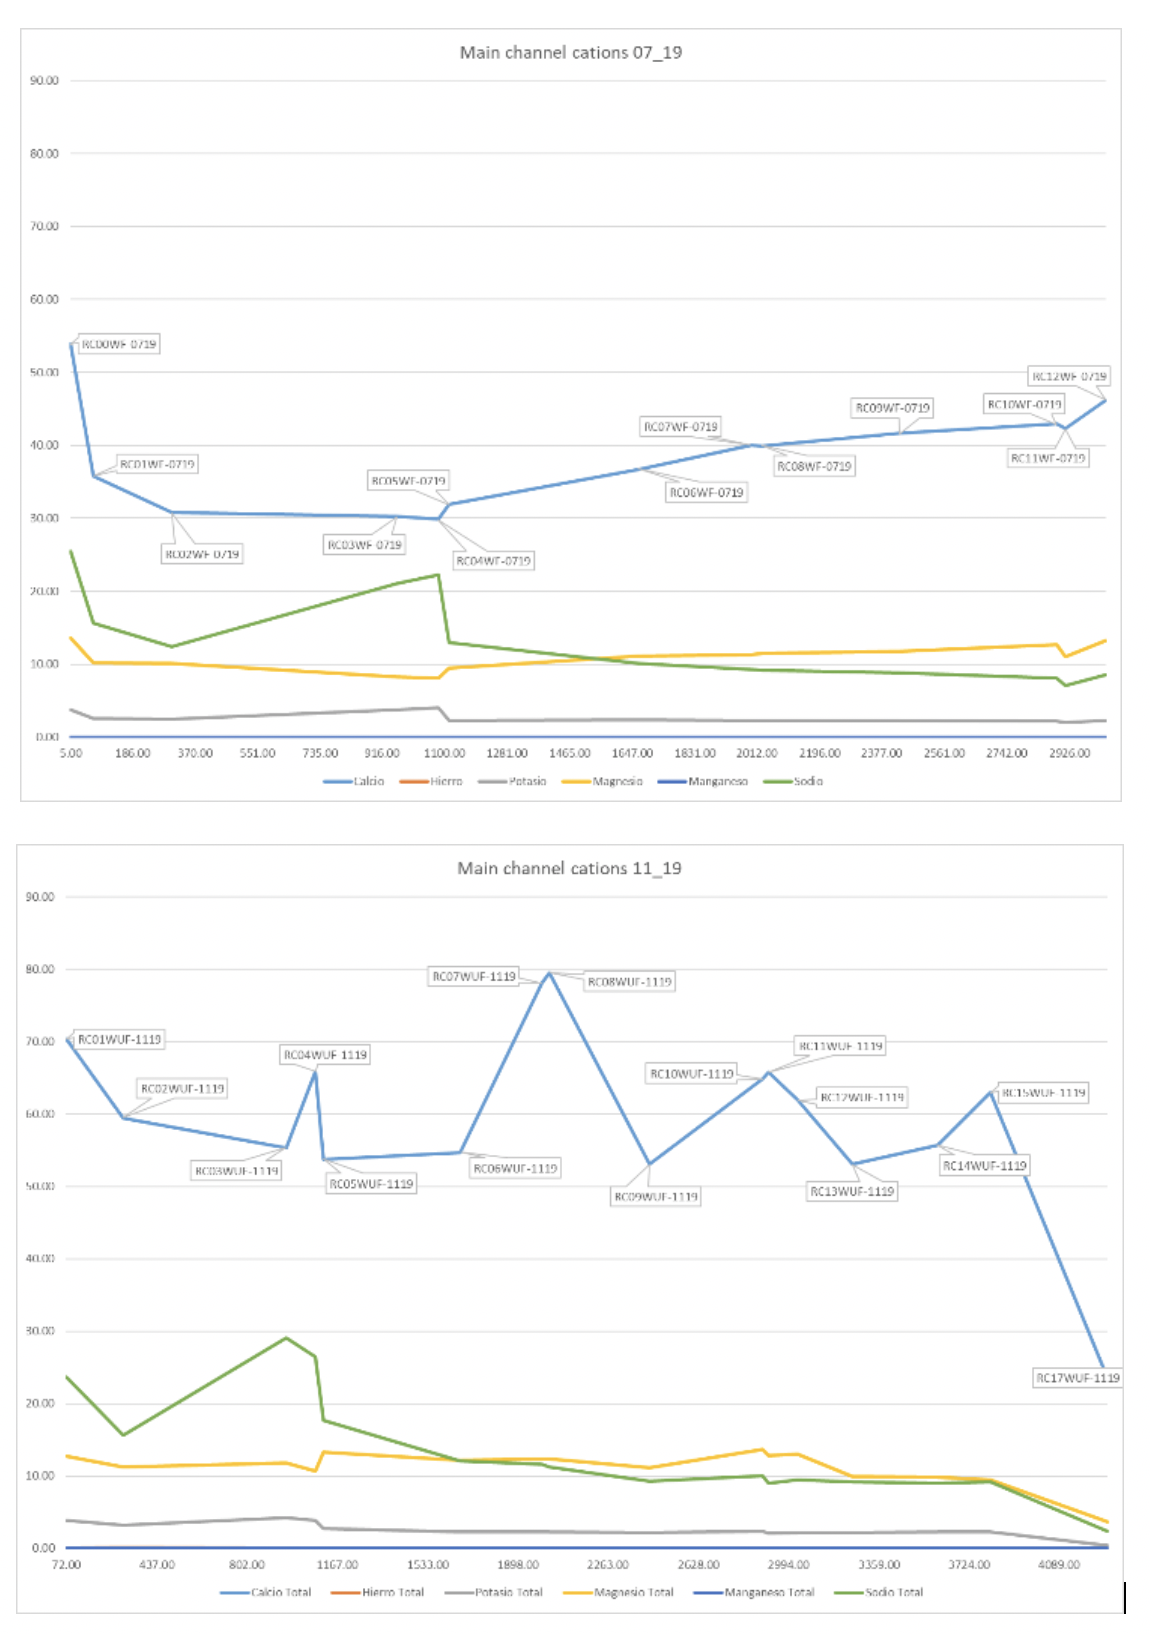 Main channel cations 07_19
90.00
80.00
70.00
60.00
RC00WF-0719
50.00
RC12WF-0719
RC10WF-0719
RC09WF-0719
RC07WF-0719
40.00
RC11WF-0719
RC01WF-0719
RC08WF-0719
RC05WF-0719
RC06WF-0719
30.00
RC03WF-0719
RC02WF-0719
RC04WF-0719
20.00
10.00
0.00
5.00 186.00 370.00 551.00 735.00 916.00 1100.00 1281.00 1465.00 1647.00 1831.00 2012.00 2196.00 2377.00 2561.00 2742.00 2926.00
Calcio Hierro Potasio Magnesio Manganeso Sodio
Main channel cations 11_19
90.00
80.00
RC07WUF-1119 RC08WUF-1119
70.00
RC01WUF-1119
RC04WUF-1119
RC11WUF-1119
RC10WUF-1119
RC02WUF-1119
RC12WUF-1119
RC15WUF-1119
60.00
RC03WUF-1119
RC06WUF-1119
RC14WUF-1119
RC05WUF-1119
50.00
RC09WUF-1119
RC13WUF-1119
40.00
30.00
RC17WUF-1119
20.00
10.00
0.00
72.00 437.00 802.00 1167.00 1533.00 1898.00 2263.00 2628.00 2994.00 3359.00 3724.00 4089.00
Calcio Total Hierro Total Potasio Total Magnesio Total Manganeso Total Sodio Total